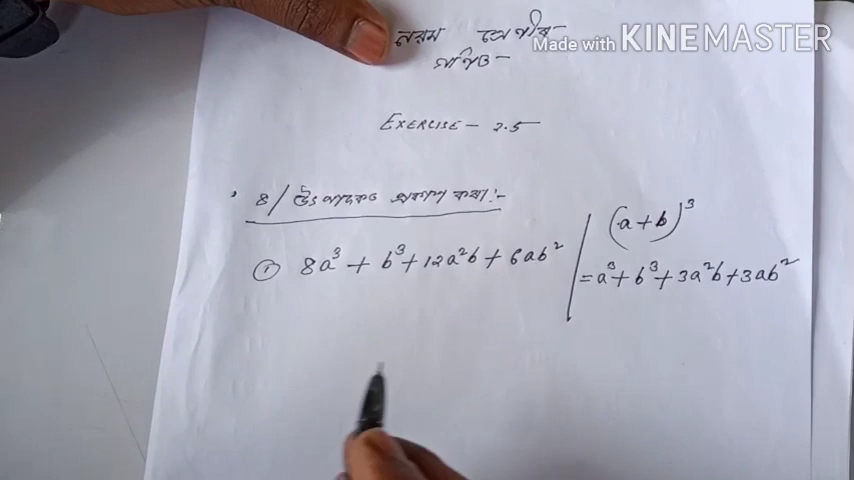 নৱম শ্ৰেণীৰ
Made with KINEMASTER
গণিত -
EXERCISE - 2.5
8/ উৎপাদকত প্ৰকাশ কৰা :-
① 8a³ + b³ + 12a²b + 6ab²
(a+b)³
= a³ + b³ + 3a²b + 3ab²